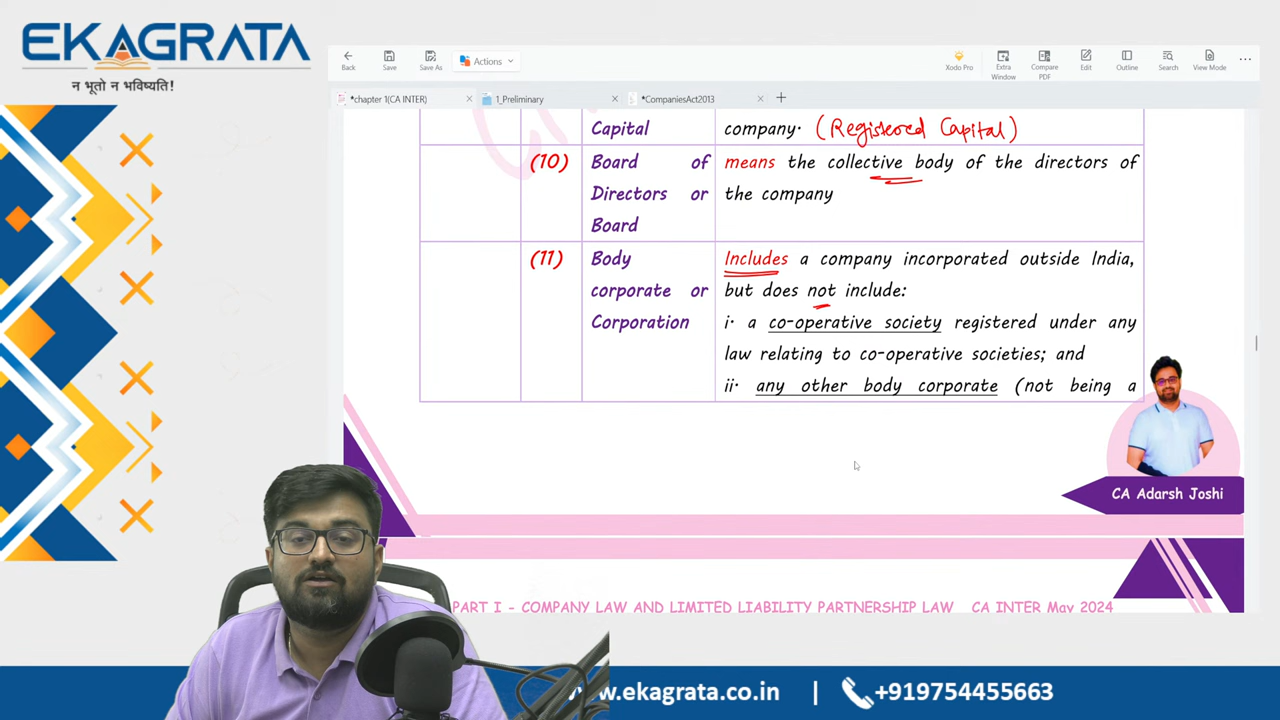 EKAGRATA
न भूतो न भविष्यति!
Back
Save
Save As
Actions
Xodo Pro
Extra Window
Compare PDF
Edit
Outline
Search
View Mode
*chapter 1(CA INTER)
1_Preliminary
*CompaniesAct2013
Capital
company. (Registered Capital)
(10) Board of means the collective body of the directors of
Directors or the company
Board
(11) Body Includes a company incorporated outside India,
corporate or but does not include:
Corporation i. a co-operative society registered under any
law relating to co-operative societies; and
ii. any other body corporate (not being a
CA Adarsh Joshi
PART I - COMPANY LAW AND LIMITED LIABILITY PARTNERSHIP LAW CA INTER May 2024
w.ekagrata.co.in | +919754455663